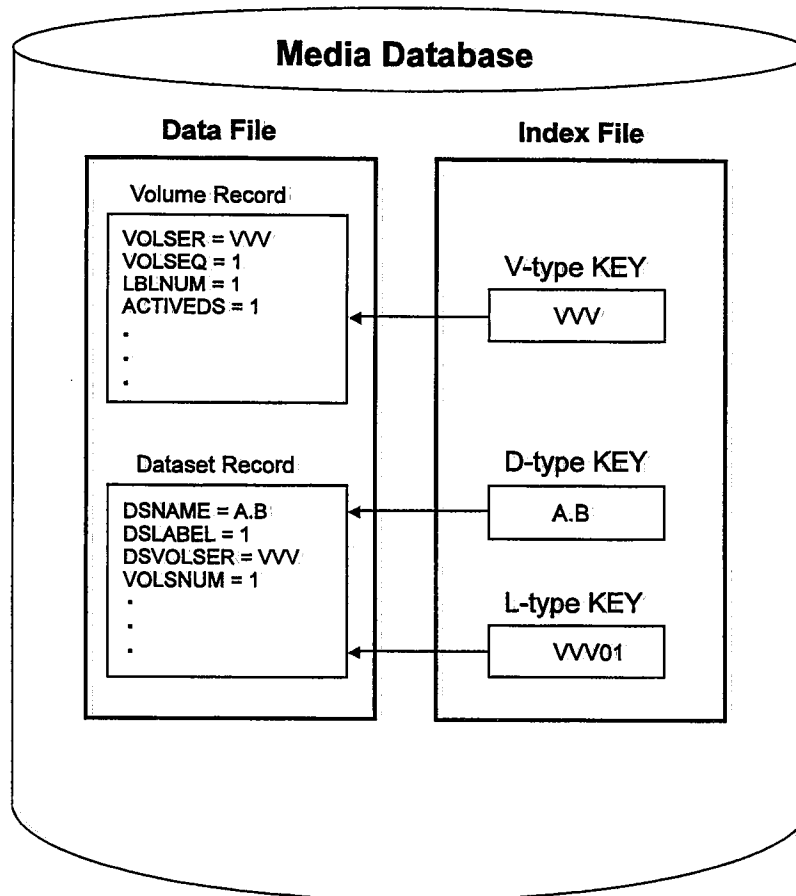 Media Database
Data File
Index File
Volume Record
VOLSER = VVV
VOLSEQ = 1
LBLNUM = 1
ACTIVEDS = 1
.
.
.
V-type KEY
VVV
Dataset Record
DSNAME = A.B
DSLABEL = 1
DSVOLSER = VVV
VOLSNUM = 1
.
.
.
D-type KEY
A.B
L-type KEY
VVV01